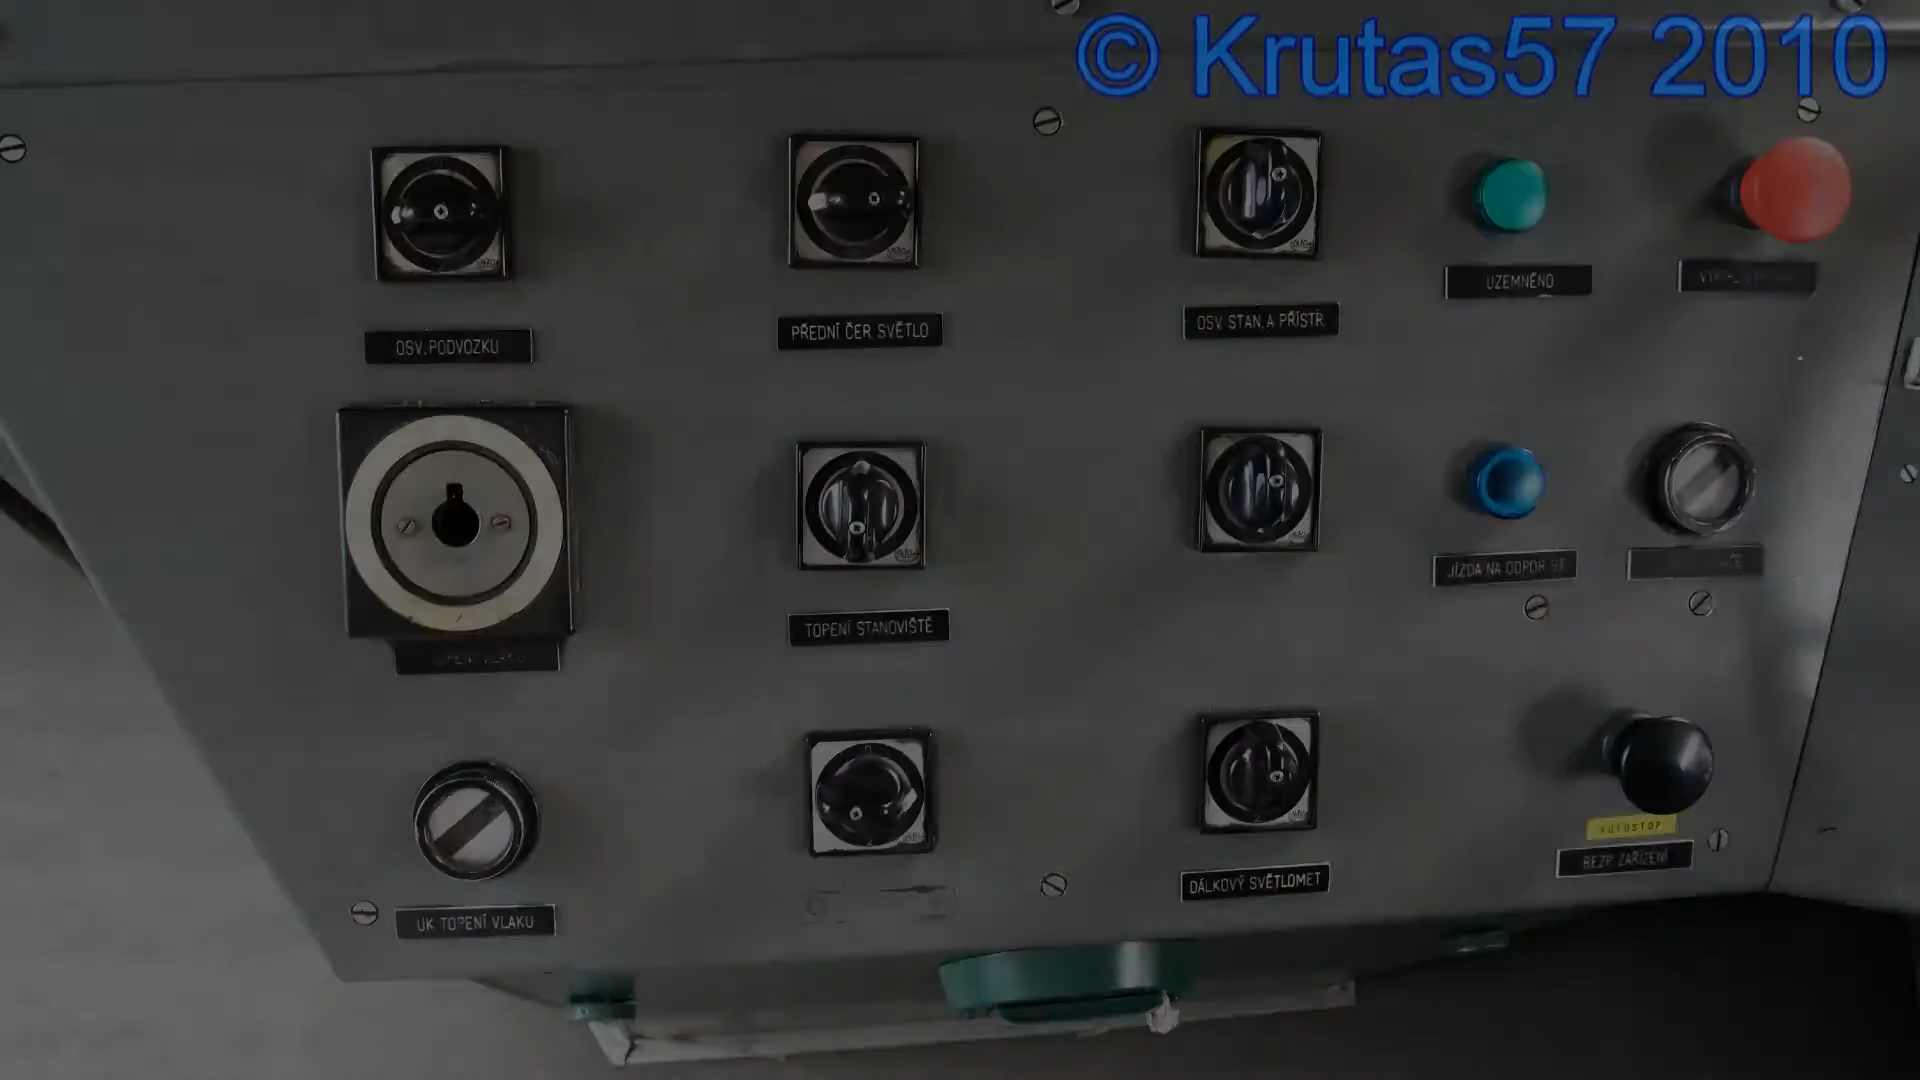 © Krutas57 2010
OSV. PODVOZKU
PŘEDNÍ ČER. SVĚTLO
OSV. STAN. A PŘÍSTR.
UZEMNĚNO
TOPENÍ STANOVIŠTĚ
JÍZDA NA ODPOR. ST.
UK TOPENÍ VLAKU
DÁLKOVÝ SVĚTLOMET
AUTOSTOP
BEZP. ZAŘÍZENÍ